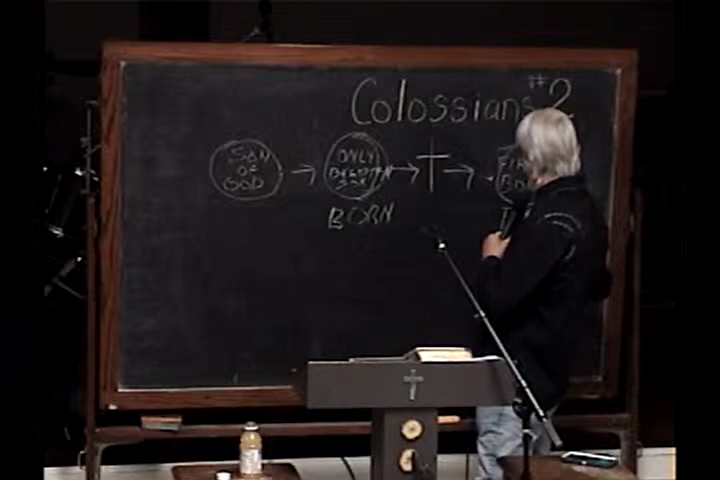 Colossians #2
SON
OF
GOD
ONLY
BEGOTTEN
SON
BORN